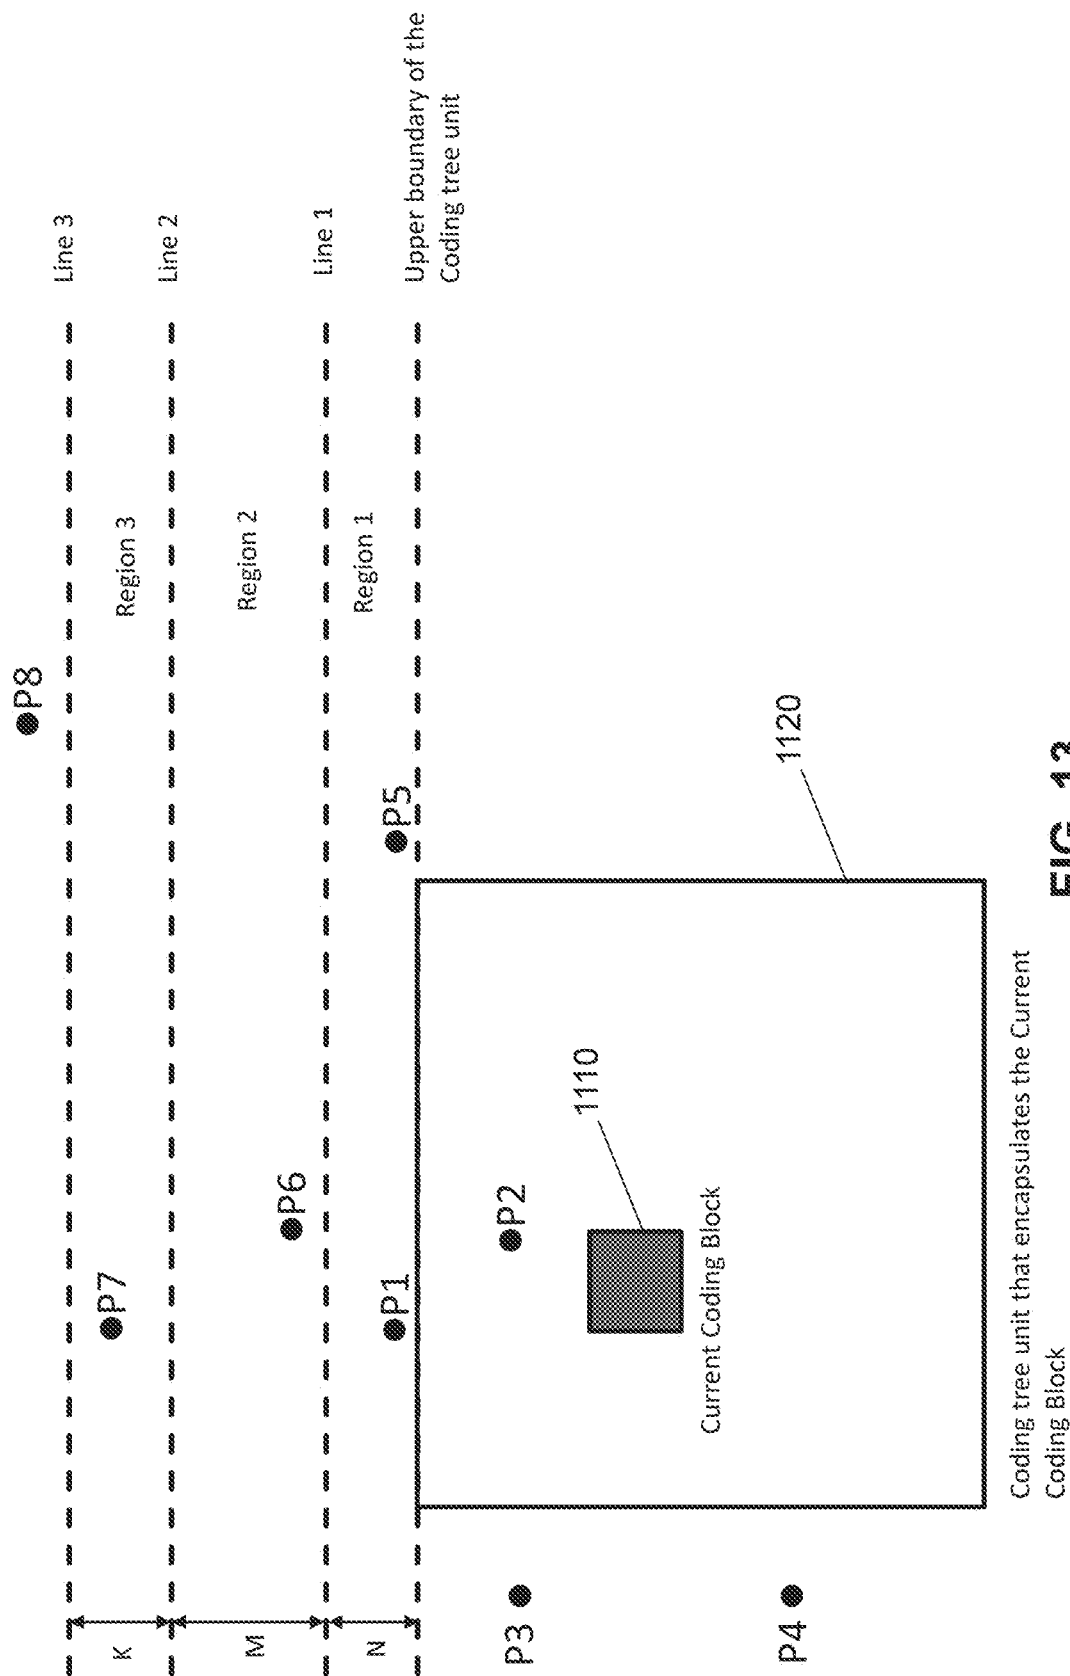 Line 3
P8
K
P7
Region 3
Line 2
M
P6
Region 2
Line 1
N
P1
P5
Region 1
Upper boundary of the
Coding tree unit
P3
P2
1110
Current Coding Block
P4
1120
Coding tree unit that encapsulates the Current
Coding Block